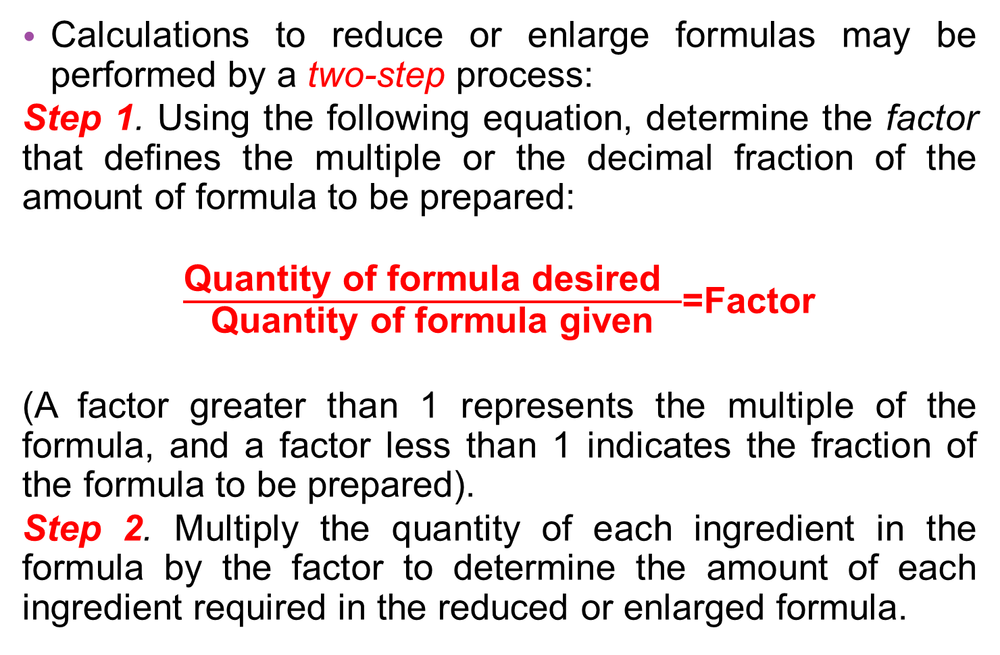 • Calculations to reduce or enlarge formulas may be
performed by a two-step process:
Step 1. Using the following equation, determine the factor
that defines the multiple or the decimal fraction of the
amount of formula to be prepared:
Quantity of formula desired
=Factor
Quantity of formula given
(A factor greater than 1 represents the multiple of the
formula, and a factor less than 1 indicates the fraction of
the formula to be prepared).
Step 2. Multiply the quantity of each ingredient in the
formula by the factor to determine the amount of each
ingredient required in the reduced or enlarged formula.